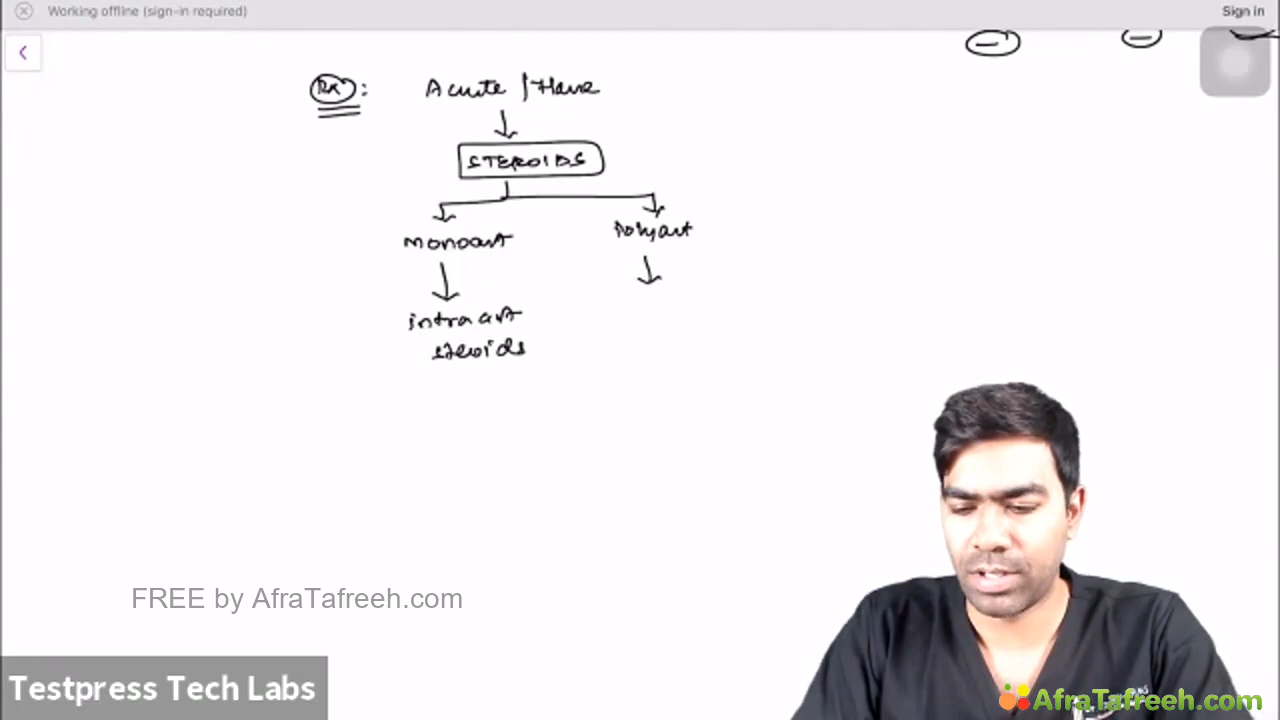 Working offline (sign-in required)
Sign in
Rx :
Acute / Flare
STEROIDS
Monoart
Polyart
intra art
steroids
FREE by AfraTafreeh.com
Testpress Tech Labs
AfraTafreeh.com